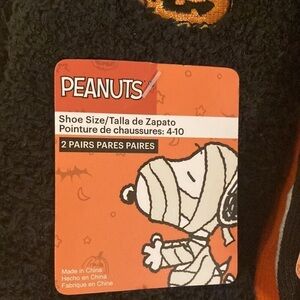 PEANUTS
Shoe Size/Talla de Zapato
Pointure de chaussures: 4-10
2 PAIRS PARES PAIRES
Made in China
Hecho en China
Fabriqué en Chine